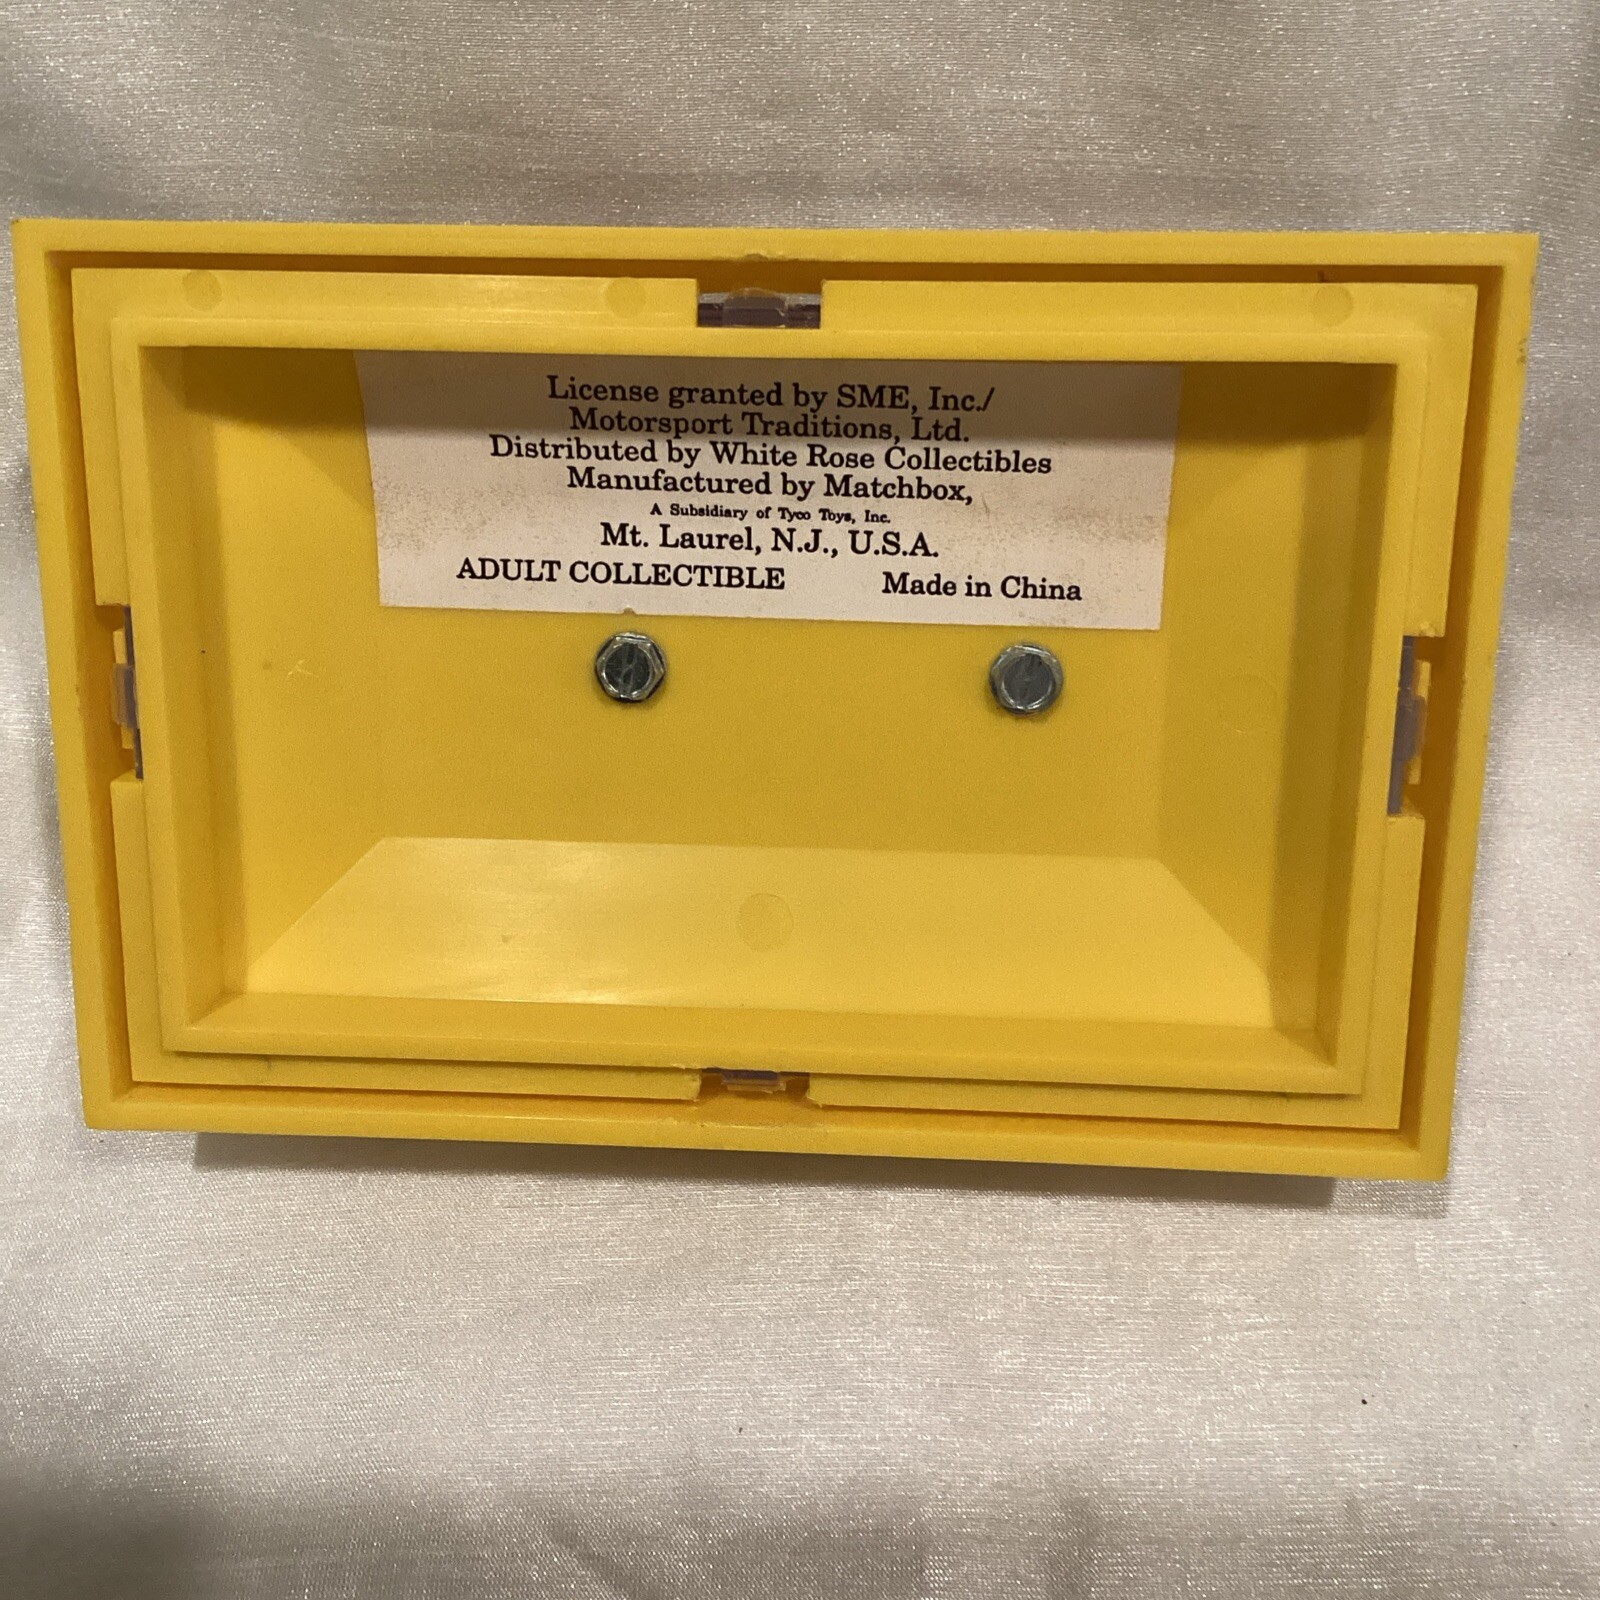 License granted by SME, Inc./
Motorsport Traditions, Ltd.
Distributed by White Rose Collectibles
Manufactured by Matchbox,
A Subsidiary of Tyco Toys, Inc.
Mt. Laurel, N.J., U.S.A.
ADULT COLLECTIBLE Made in China